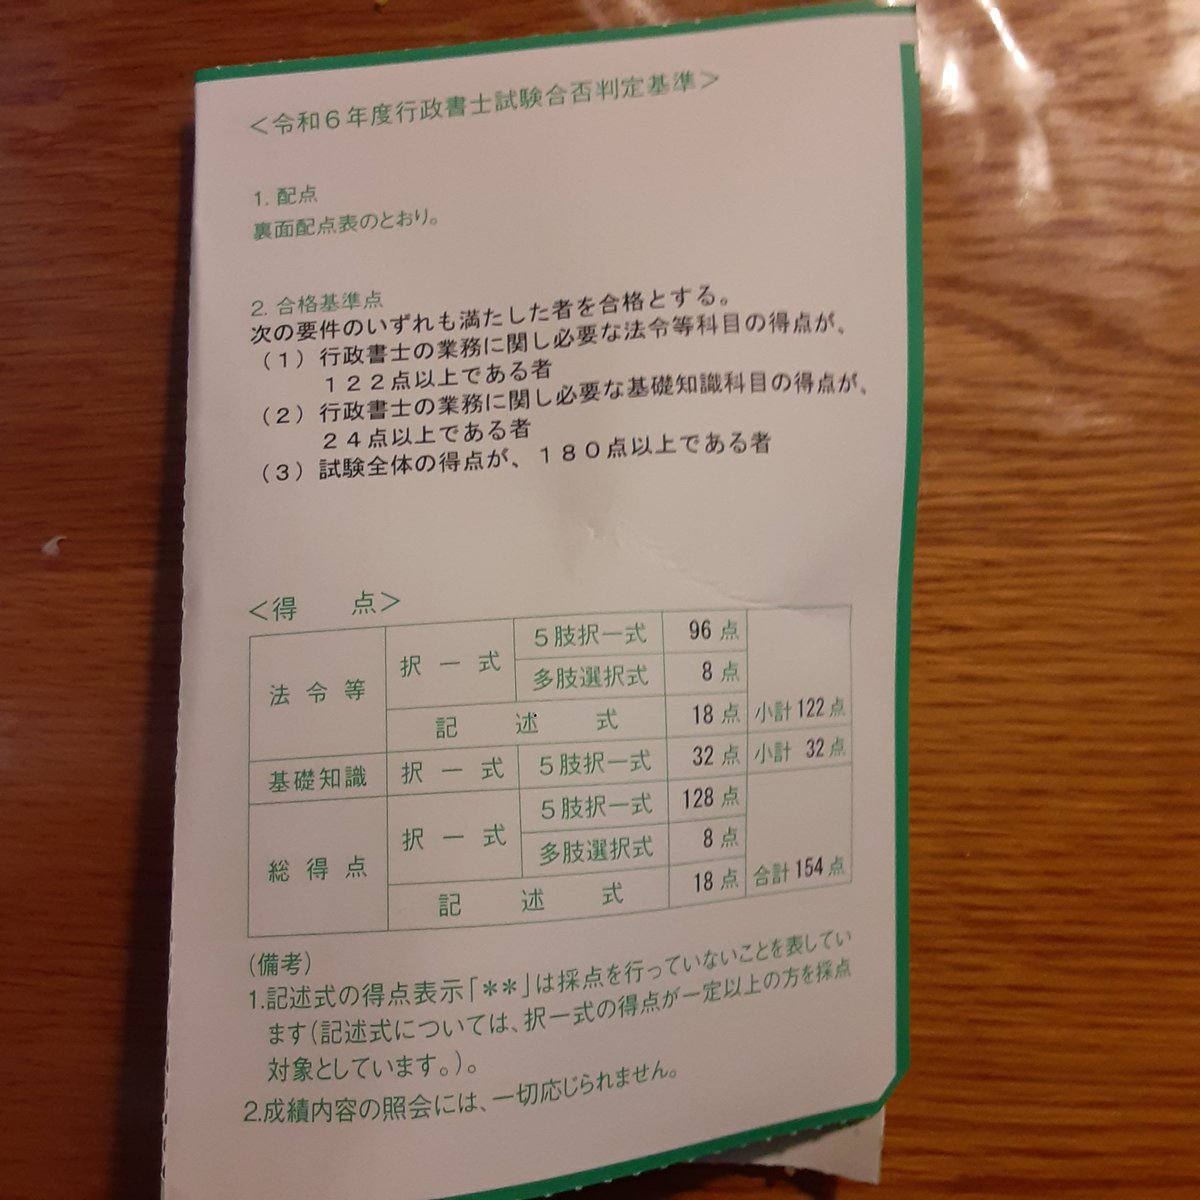 ＜令和６年度行政書士試験合否判定基準＞
1. 配点
裏面配点表のとおり。
2. 合格基準点
次の要件のいずれも満たした者を合格とする。
（１）行政書士の業務に関し必要な法令等科目の得点が、
１２２点以上である者
（２）行政書士の業務に関し必要な基礎知識科目の得点が、
２４点以上である者
（３）試験全体の得点が、１８０点以上である者
＜得　点＞
法令等 択一式 5肢択一式 96点
多肢選択式 8点
記述式 18点 小計 122点
基礎知識 択一式 5肢択一式 32点 小計 32点
総得点 択一式 5肢択一式 128点
多肢選択式 8点
記述式 18点 合計 154点
(備考)
1.記述式の得点表示「＊＊」は採点を行っていないことを表してい
ます(記述式については、択一式の得点が一定以上の方を採点
対象としています。)。
2.成績内容の照会には、一切応じられません。